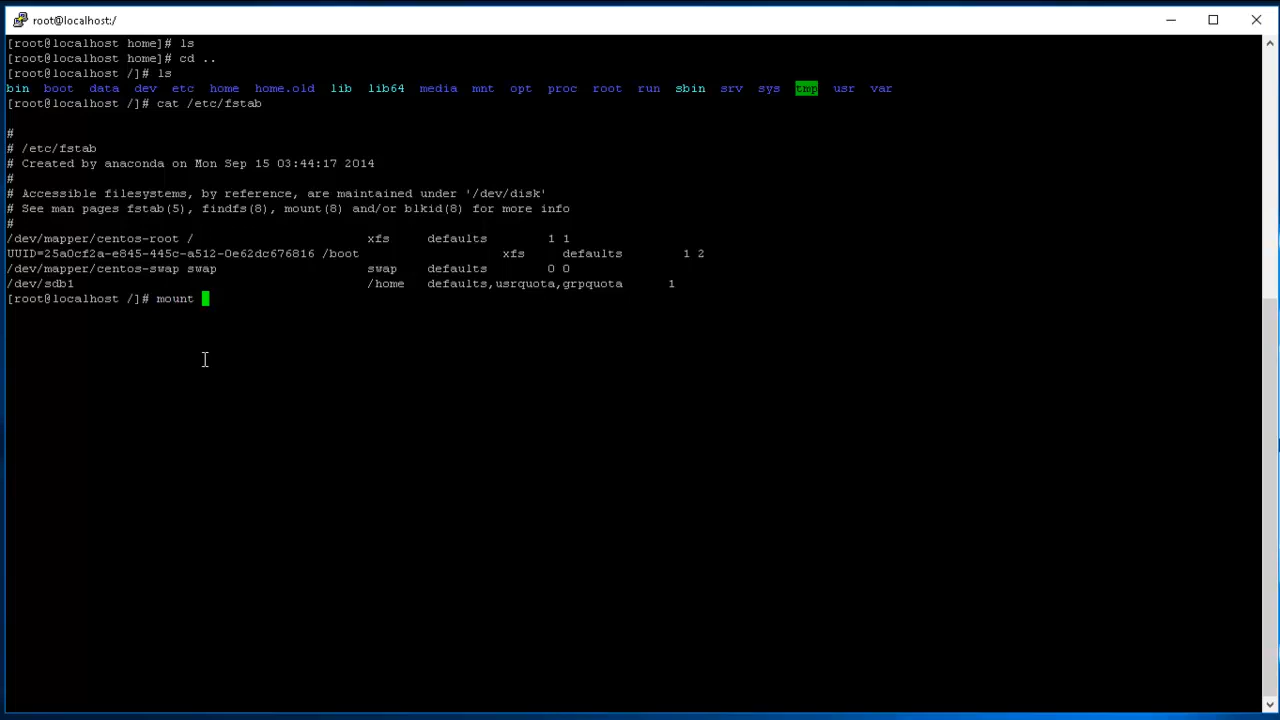 root@localhost:/
[root@localhost home]# ls
[root@localhost home]# cd ..
[root@localhost /]# ls
bin boot data dev etc home home.old lib lib64 media mnt opt proc root run sbin srv sys tmp usr var
[root@localhost /]# cat /etc/fstab
#
# /etc/fstab
# Created by anaconda on Mon Sep 15 03:44:17 2014
#
# Accessible filesystems, by reference, are maintained under '/dev/disk'
# See man pages fstab(5), findfs(8), mount(8) and/or blkid(8) for more info
#
/dev/mapper/centos-root / xfs defaults 1 1
UUID=25a0cf2a-e845-445c-a512-0e62dc676816 /boot xfs defaults 1 2
/dev/mapper/centos-swap swap swap defaults 0 0
/dev/sdb1 /home defaults,usrquota,grpquota 1
[root@localhost /]# mount